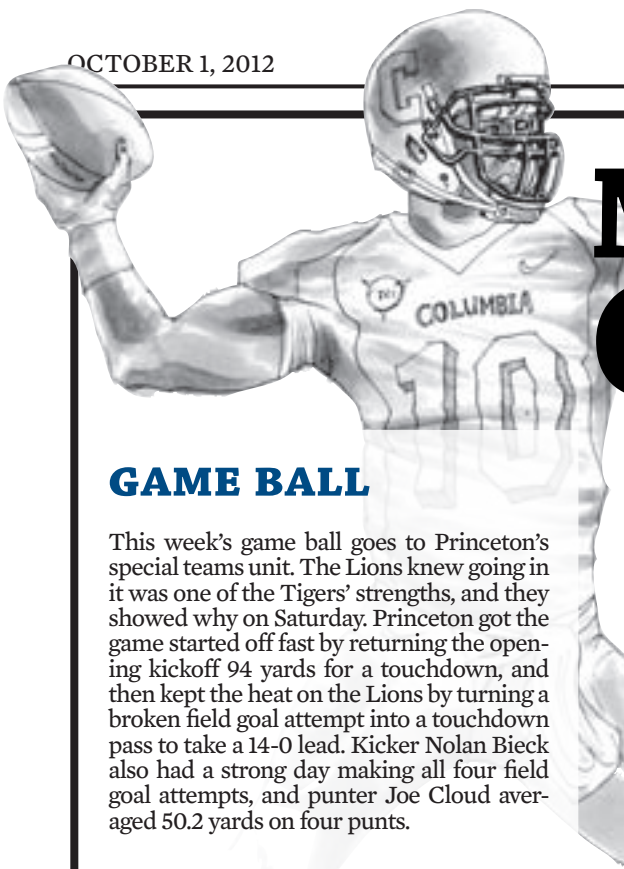 OCTOBER 1, 2012
C
COLUMBIA
10
GAME BALL
This week's game ball goes to Princeton's
special teams unit. The Lions knew going in
it was one of the Tigers' strengths, and they
showed why on Saturday. Princeton got the
game started off fast by returning the open-
ing kickoff 94 yards for a touchdown, and
then kept the heat on the Lions by turning a
broken field goal attempt into a touchdown
pass to take a 14-0 lead. Kicker Nolan Bieck
also had a strong day making all four field
goal attempts, and punter Joe Cloud aver-
aged 50.2 yards on four punts.